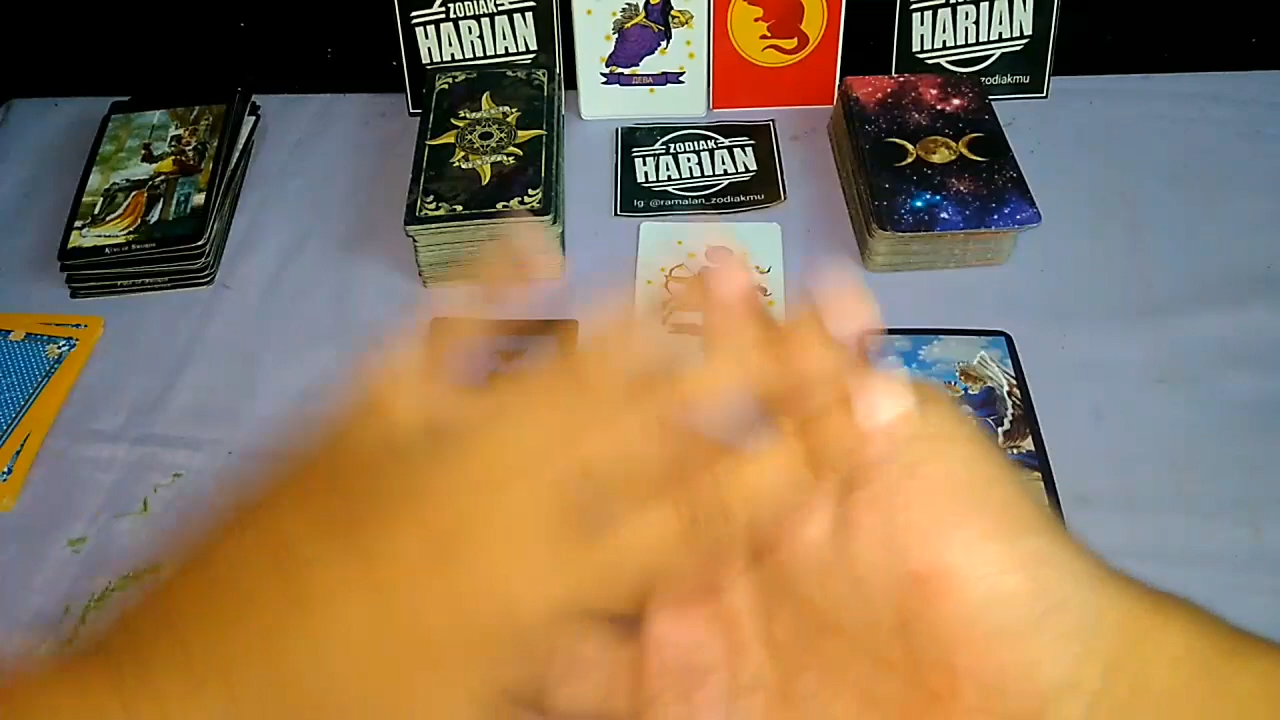 ZODIAK
HARIAN
ДЕВА
HARIAN
zodiakmu
ZODIAK
HARIAN
Ig: @ramalan_zodiakmu
KING OF SWORDS